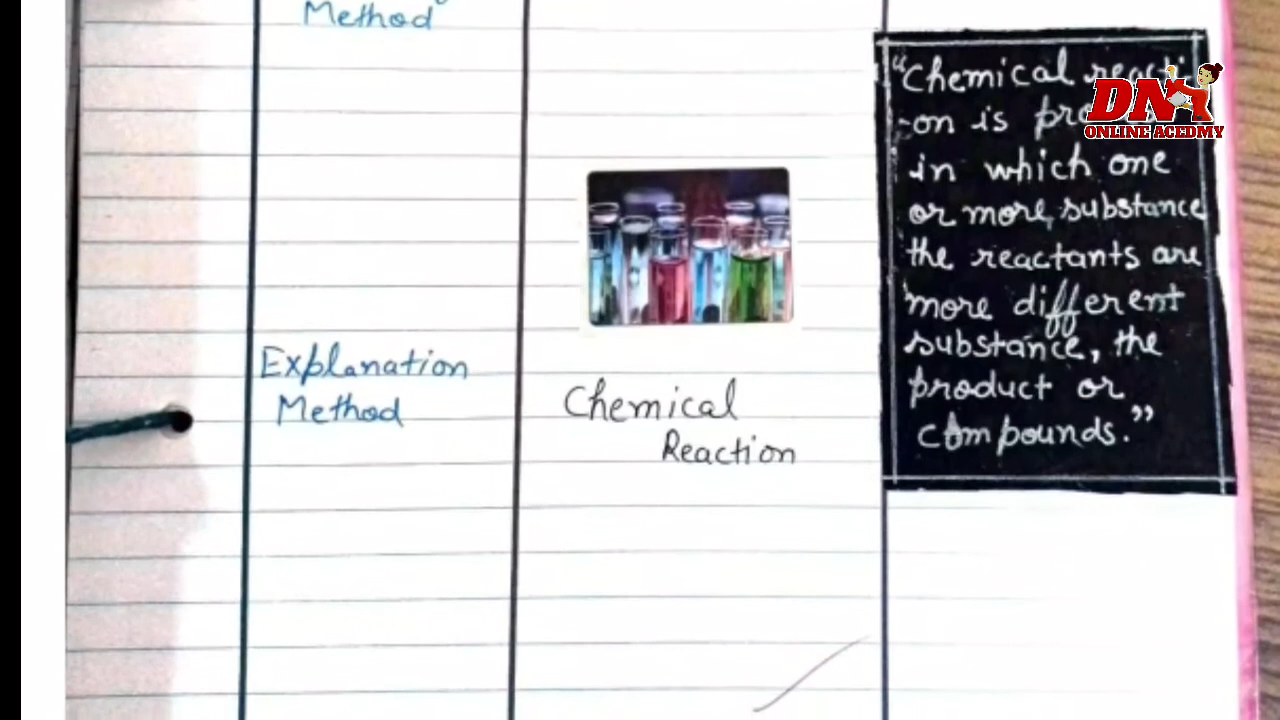 Method
Explanation
Method
Chemical
Reaction
"Chemical reacti
-on is
in which one
or more substance
the reactants are
more different
substance, the
product or
compounds."
DN
ONLINE ACEDMY